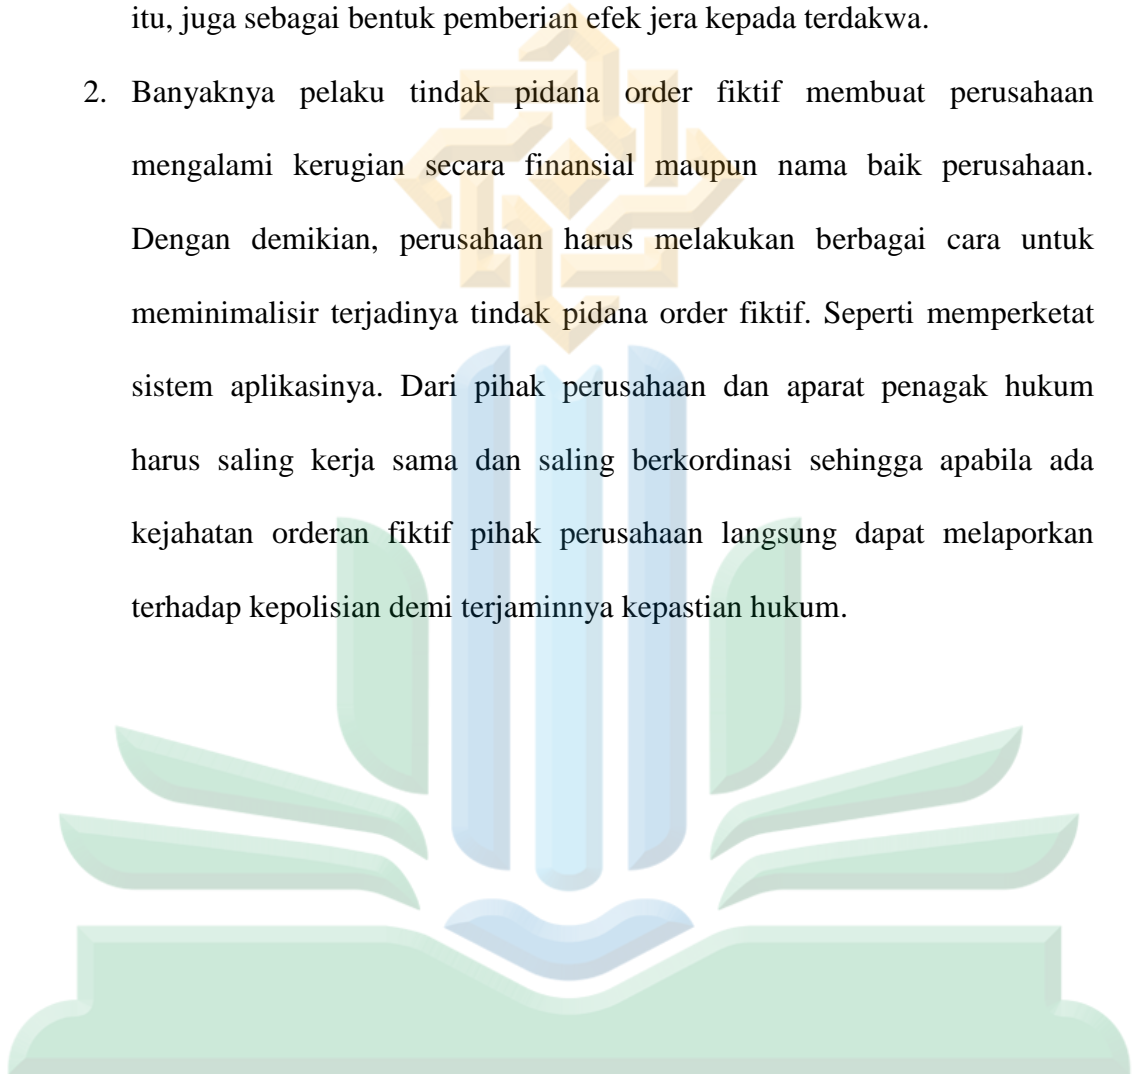 itu, juga sebagai bentuk pemberian efek jera kepada terdakwa.
2. Banyaknya pelaku tindak pidana order fiktif membuat perusahaan
mengalami kerugian secara finansial maupun nama baik perusahaan.
Dengan demikian, perusahaan harus melakukan berbagai cara untuk
meminimalisir terjadinya tindak pidana order fiktif. Seperti memperketat
sistem aplikasinya. Dari pihak perusahaan dan aparat penagak hukum
harus saling kerja sama dan saling berkordinasi sehingga apabila ada
kejahatan orderan fiktif pihak perusahaan langsung dapat melaporkan
terhadap kepolisian demi terjaminnya kepastian hukum.